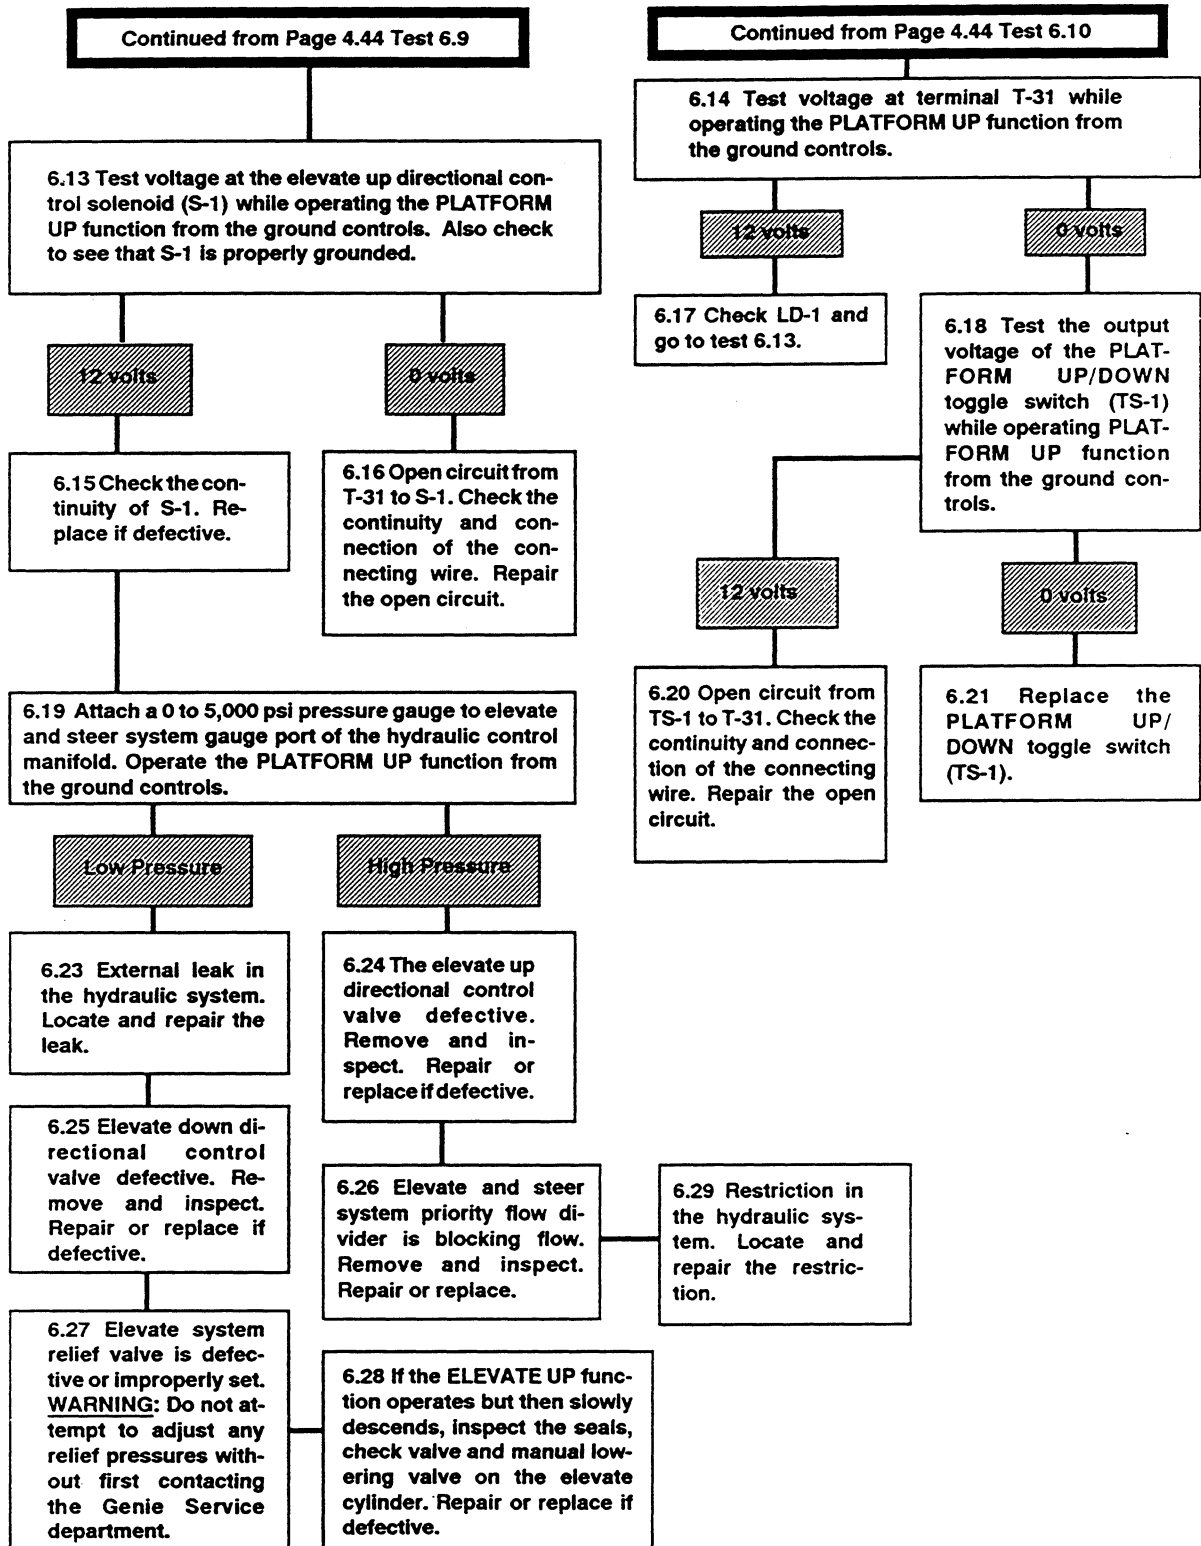 Continued from Page 4.44 Test 6.9
6.13 Test voltage at the elevate up directional con-
trol solenoid (S-1) while operating the PLATFORM
UP function from the ground controls. Also check
to see that S-1 is properly grounded.
12 volts
0 volts
6.15 Check the con-
tinuity of S-1. Re-
place if defective.
6.16 Open circuit from
T-31 to S-1. Check the
continuity and con-
nection of the con-
necting wire. Repair
the open circuit.
6.19 Attach a 0 to 5,000 psi pressure gauge to elevate
and steer system gauge port of the hydraulic control
manifold. Operate the PLATFORM UP function from
the ground controls.
Low Pressure
High Pressure
6.23 External leak in
the hydraulic system.
Locate and repair the
leak.
6.24 The elevate up
directional control
valve defective.
Remove and in-
spect. Repair or
replace if defective.
6.25 Elevate down di-
rectional control
valve defective. Re-
move and inspect.
Repair or replace if
defective.
6.26 Elevate and steer
system priority flow di-
vider is blocking flow.
Remove and inspect.
Repair or replace.
6.29 Restriction in
the hydraulic sys-
tem. Locate and
repair the restric-
tion.
6.27 Elevate system
relief valve is defec-
tive or improperly set.
WARNING: Do not at-
tempt to adjust any
relief pressures with-
out first contacting
the Genie Service
department.
6.28 If the ELEVATE UP func-
tion operates but then slowly
descends, inspect the seals,
check valve and manual low-
ering valve on the elevate
cylinder. Repair or replace if
defective.
Continued from Page 4.44 Test 6.10
6.14 Test voltage at terminal T-31 while
operating the PLATFORM UP function from
the ground controls.
12 volts
0 volts
6.17 Check LD-1 and
go to test 6.13.
6.18 Test the output
voltage of the PLAT-
FORM UP/DOWN
toggle switch (TS-1)
while operating PLAT-
FORM UP function
from the ground con-
trols.
12 volts
0 volts
6.20 Open circuit from
TS-1 to T-31. Check the
continuity and connec-
tion of the connecting
wire. Repair the open
circuit.
6.21 Replace the
PLATFORM UP/
DOWN toggle switch
(TS-1).